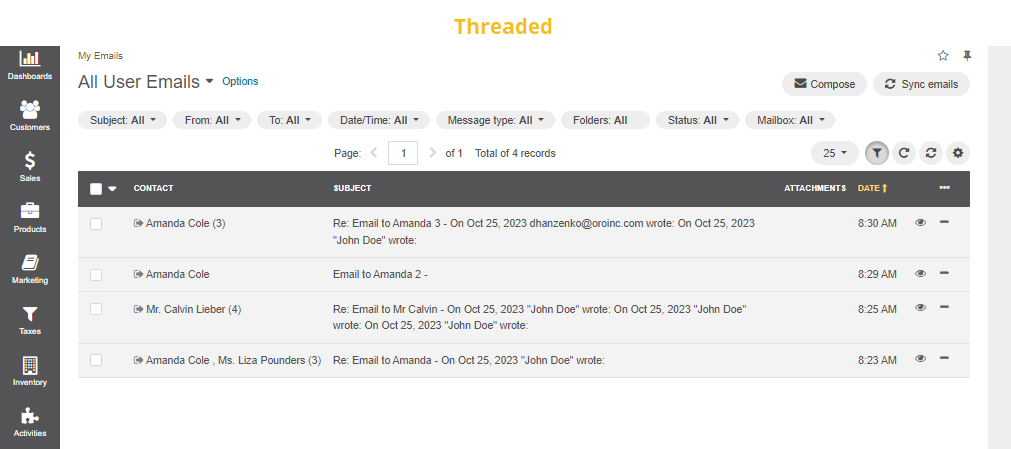 Threaded
My Emails
All User Emails Options
Compose Sync emails
Subject: All From: All To: All Date/Time: All Message type: All Folders: All Status: All Mailbox: All
Page: 1 of 1 Total of 4 records 25
CONTACT SUBJECT ATTACHMENTS DATE
Amanda Cole (3) Re: Email to Amanda 3 - On Oct 25, 2023 dhanzenko@oroinc.com wrote: On Oct 25, 2023 8:30 AM
"John Doe" wrote:
Amanda Cole Email to Amanda 2 - 8:29 AM
Mr. Calvin Lieber (4) Re: Email to Mr Calvin - On Oct 25, 2023 "John Doe" wrote: On Oct 25, 2023 "John Doe" 8:25 AM
wrote: On Oct 25, 2023 "John Doe" wrote:
Amanda Cole , Ms. Liza Pounders (3) Re: Email to Amanda - On Oct 25, 2023 "John Doe" wrote: 8:23 AM
Dashboards
Customers
Sales
Products
Marketing
Taxes
Inventory
Activities